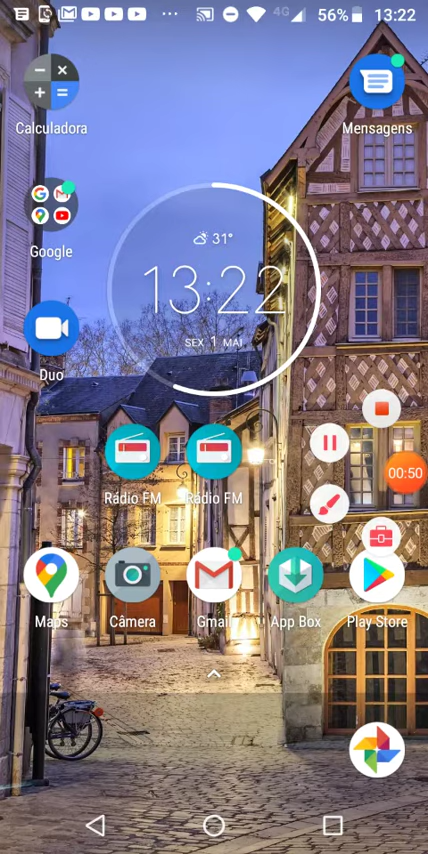 4G 56% 13:22
Calculadora
Mensagens
Google
31°
13:22
SEX 1 MAI
Duo
00:50
Rádio FM
Rádio FM
Maps
Câmera
Gmail
App Box
Play Store